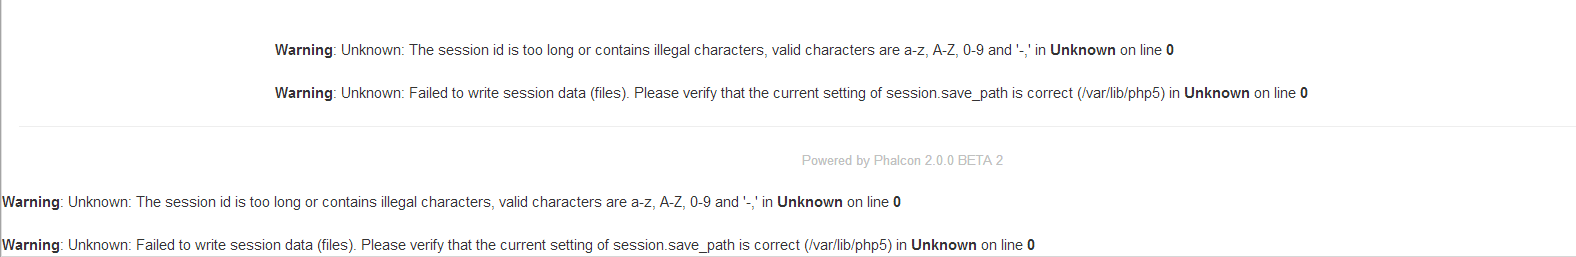 Warning: Unknown: The session id is too long or contains illegal characters, valid characters are a-z, A-Z, 0-9 and '-,' in Unknown on line 0
Warning: Unknown: Failed to write session data (files). Please verify that the current setting of session.save_path is correct (/var/lib/php5) in Unknown on line 0
Powered by Phalcon 2.0.0 BETA 2
Warning: Unknown: The session id is too long or contains illegal characters, valid characters are a-z, A-Z, 0-9 and '-,' in Unknown on line 0
Warning: Unknown: Failed to write session data (files). Please verify that the current setting of session.save_path is correct (/var/lib/php5) in Unknown on line 0